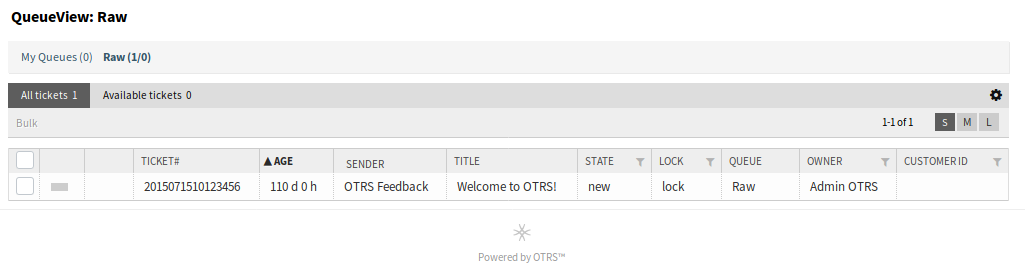 QueueView: Raw
My Queues (0) Raw (1/0)
All tickets 1 Available tickets 0
Bulk 1-1 of 1 S M L
TICKET# ▲ AGE SENDER TITLE STATE LOCK QUEUE OWNER CUSTOMER ID
2015071510123456 110 d 0 h OTRS Feedback Welcome to OTRS! new lock Raw Admin OTRS
Powered by OTRS™